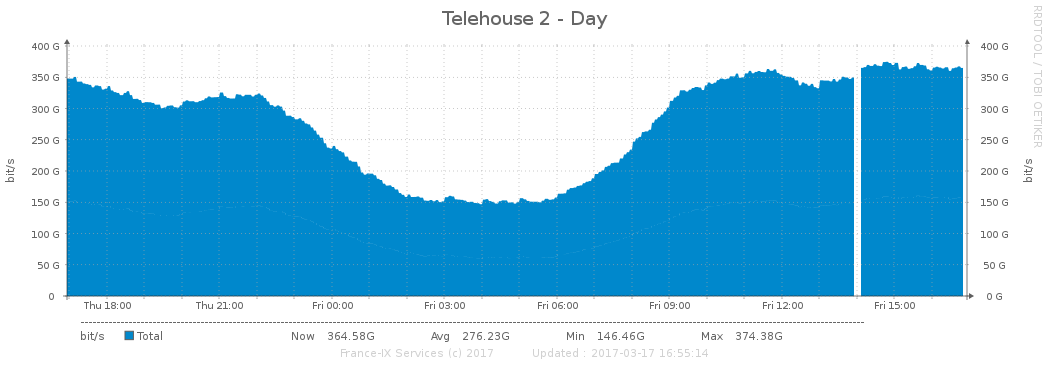 Telehouse 2 - Day
RRDTOOL / TOBI OETIKER
400 G 400 G
350 G 350 G
300 G 300 G
250 G 250 G
200 G 200 G
150 G 150 G
100 G 100 G
50 G 50 G
0 0 G
bit/s bit/s
Thu 18:00 Thu 21:00 Fri 00:00 Fri 03:00 Fri 06:00 Fri 09:00 Fri 12:00 Fri 15:00
bit/s Total Now 364.58G Avg 276.23G Min 146.46G Max 374.38G
France-IX Services (c) 2017 Updated : 2017-03-17 16:55:14